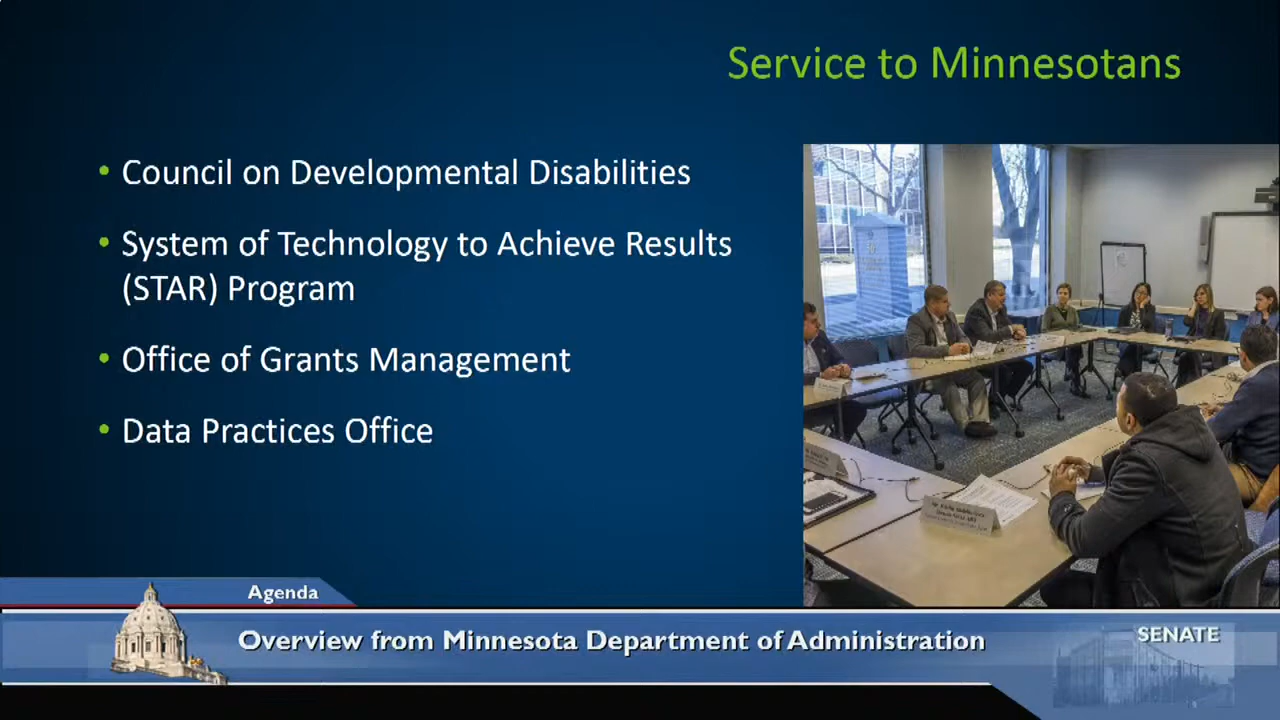 Service to Minnesotans
• Council on Developmental Disabilities
• System of Technology to Achieve Results
(STAR) Program
• Office of Grants Management
• Data Practices Office
Agenda
Overview from Minnesota Department of Administration
SENATE